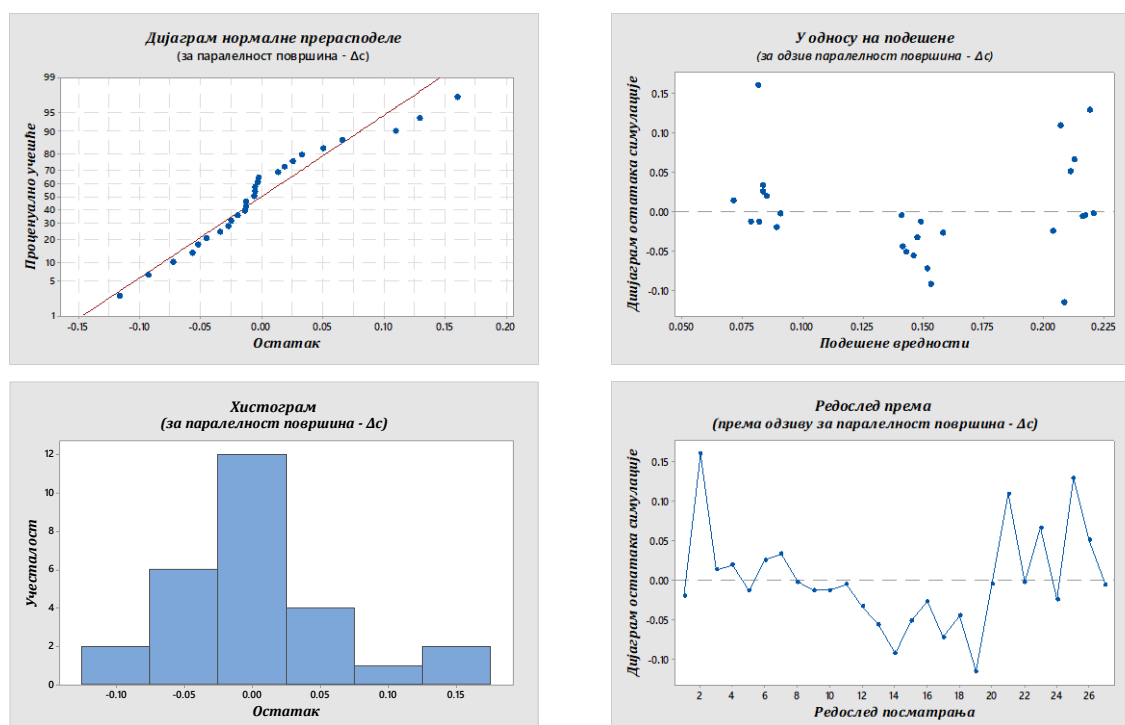 Дијаграм нормалне прерасподеле
(за паралелност површина - Δc)
Процентуално учешће
99
95
90
80
70
60
50
40
30
20
10
5
1
-0.15 -0.10 -0.05 0.00 0.05 0.10 0.15 0.20
Остатак
У односу на подешене
(за одзив паралелност површина - Δc)
Дијаграм остатака симулације
0.15
0.10
0.05
0.00
-0.05
-0.10
0.050 0.075 0.100 0.125 0.150 0.175 0.200 0.225
Подешене вредности
Хистограм
(за паралелност површина - Δc)
Учесталост
12
10
8
6
4
2
0
-0.10 -0.05 0.00 0.05 0.10 0.15
Остатак
Редослед према
(према одзиву за паралелност површина - Δc)
Дијаграм остатака симулације
0.15
0.10
0.05
0.00
-0.05
-0.10
2 4 6 8 10 12 14 16 18 20 22 24 26
Редослед посматрања